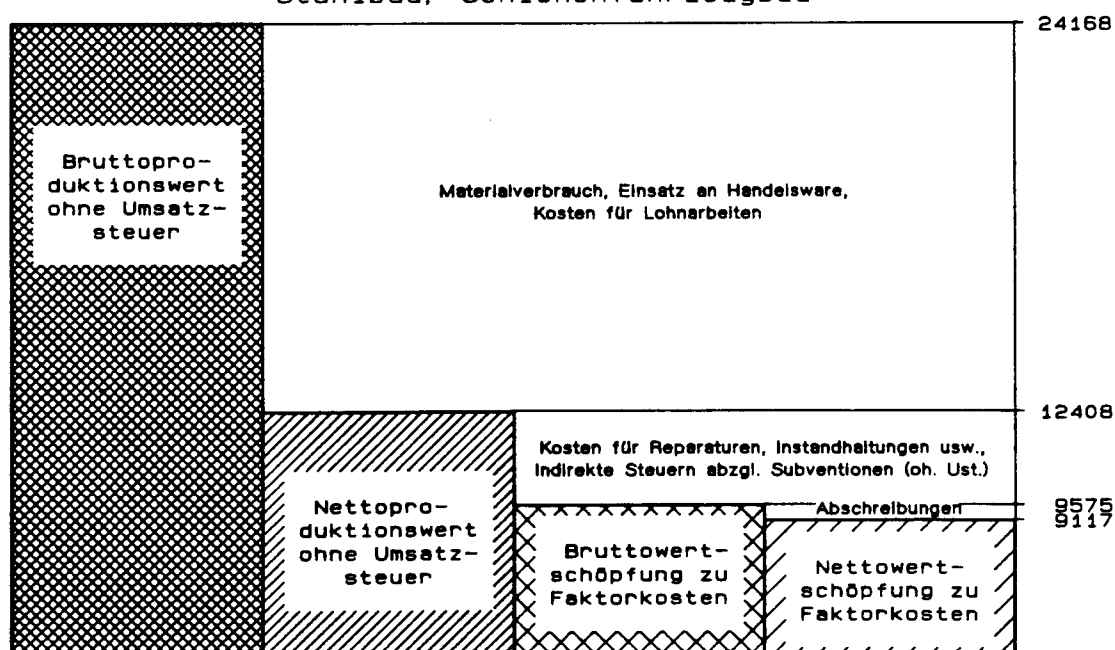 Stahlbau, Schienenfahrzeugbau
24168
Bruttopro-
duktionswert
ohne Umsatz-
steuer
Materialverbrauch, Einsatz an Handelsware,
Kosten für Lohnarbeiten
12408
Kosten für Reparaturen, Instandhaltungen usw.,
Indirekte Steuern abzgl. Subventionen (oh. Ust.)
9575
Abschreibungen
9117
Nettopro-
duktionswert
ohne Umsatz-
steuer
Bruttowert-
schöpfung zu
Faktorkosten
Nettowert-
schöpfung zu
Faktorkosten